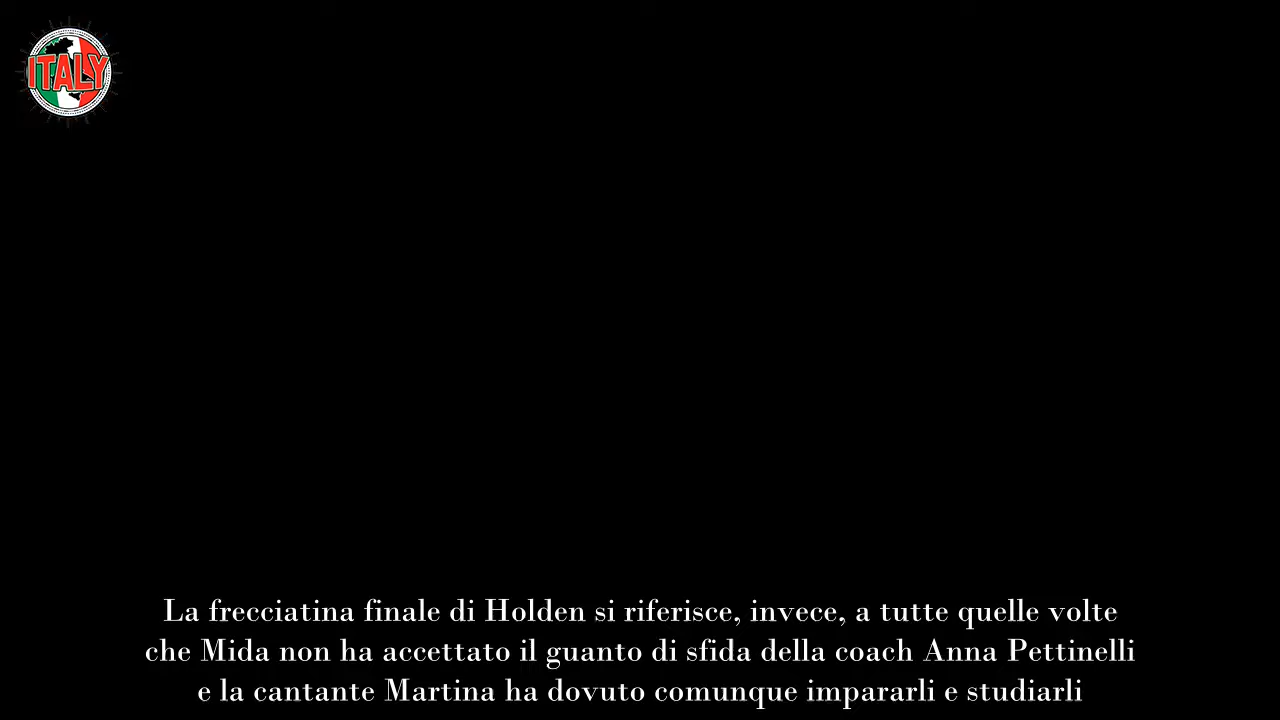 ITALY
La frecciatina finale di Holden si riferisce, invece, a tutte quelle volte
che Mida non ha accettato il guanto di sfida della coach Anna Pettinelli
e la cantante Martina ha dovuto comunque impararli e studiarli